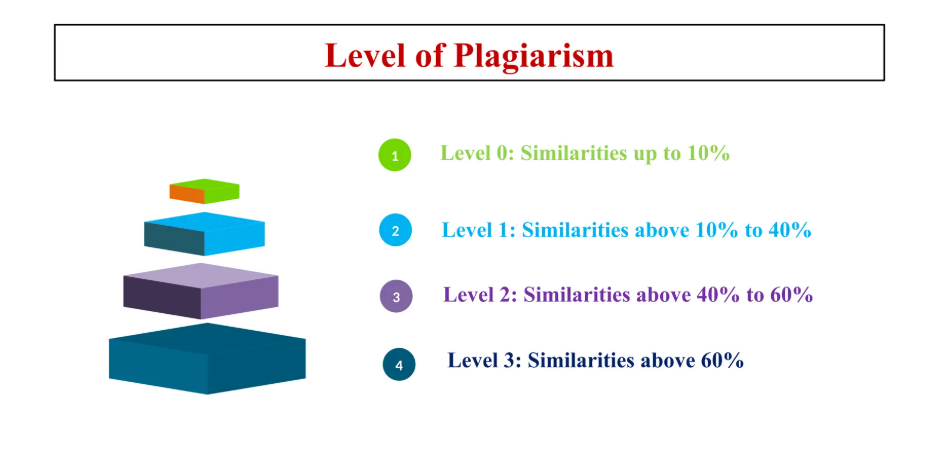 Level of Plagiarism
1 Level 0: Similarities up to 10%
2 Level 1: Similarities above 10% to 40%
3 Level 2: Similarities above 40% to 60%
4 Level 3: Similarities above 60%